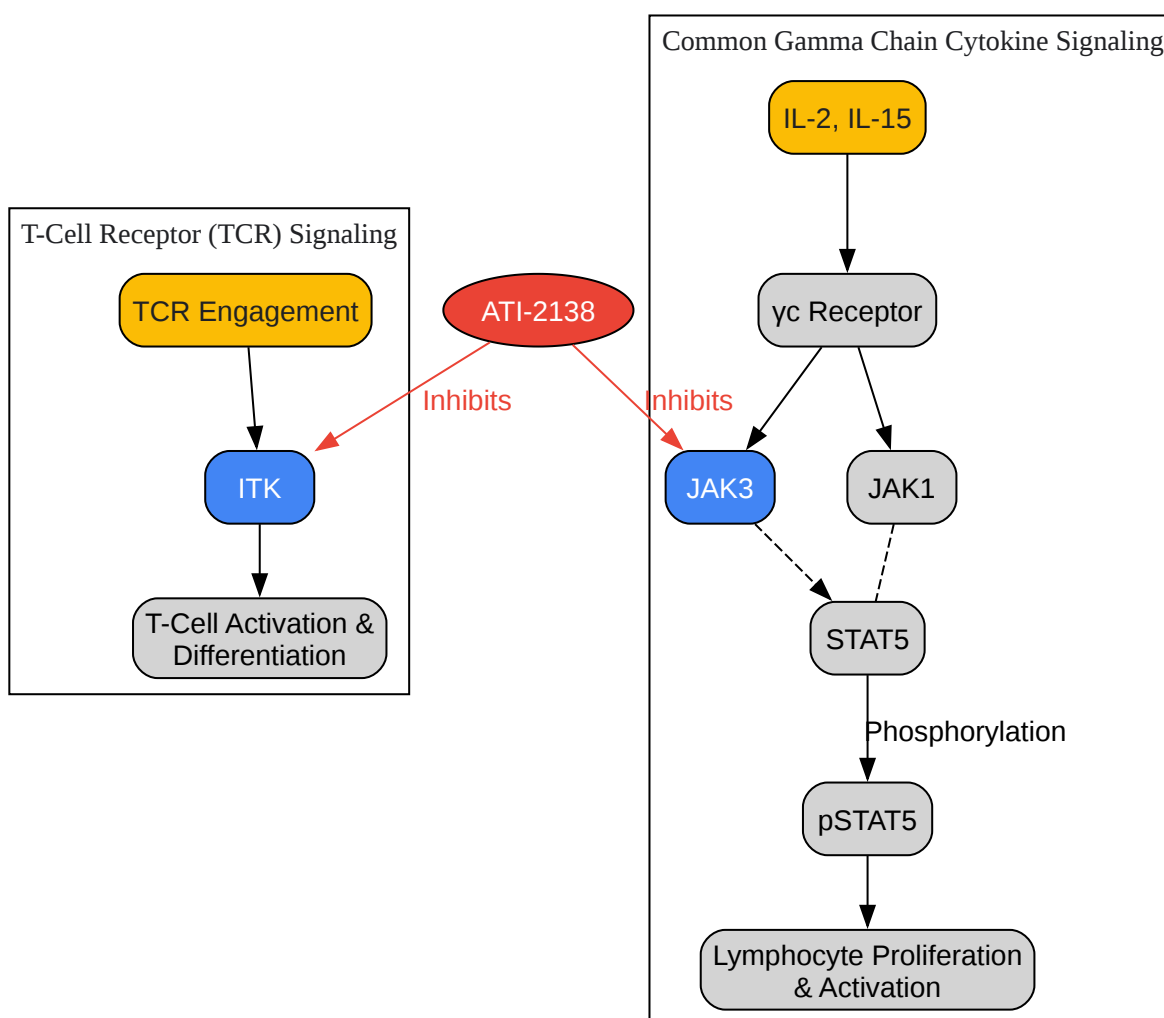 Common Gamma Chain Cytokine Signaling
IL-2, IL-15
T-Cell Receptor (TCR) Signaling
TCR Engagement
ATI-2138
γc Receptor
Inhibits
Inhibits
ITK
JAK3
JAK1
T-Cell Activation &
Differentiation
STAT5
Phosphorylation
pSTAT5
Lymphocyte Proliferation
& Activation